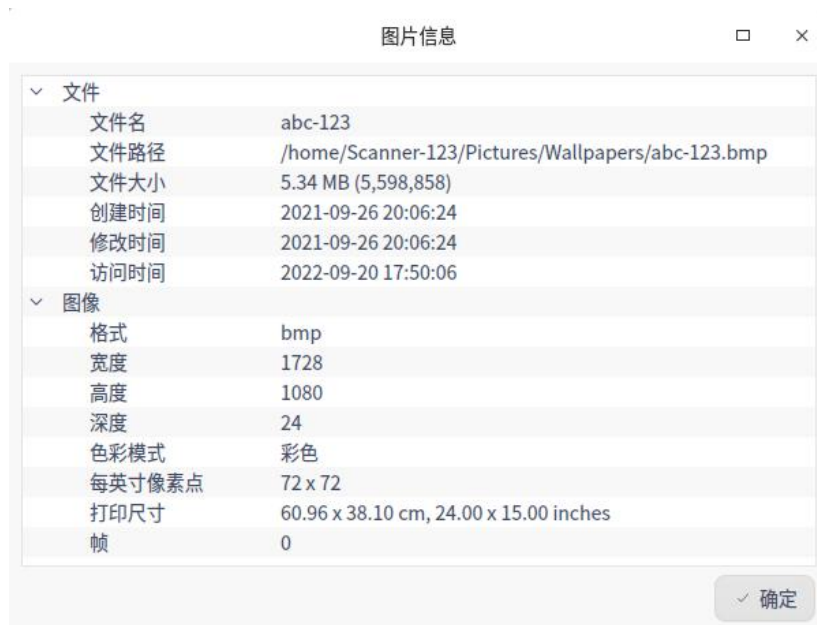 图片信息
文件
文件名 abc-123
文件路径 /home/Scanner-123/Pictures/Wallpapers/abc-123.bmp
文件大小 5.34 MB (5,598,858)
创建时间 2021-09-26 20:06:24
修改时间 2021-09-26 20:06:24
访问时间 2022-09-20 17:50:06
图像
格式 bmp
宽度 1728
高度 1080
深度 24
色彩模式 彩色
每英寸像素点 72 x 72
打印尺寸 60.96 x 38.10 cm, 24.00 x 15.00 inches
帧 0
确定